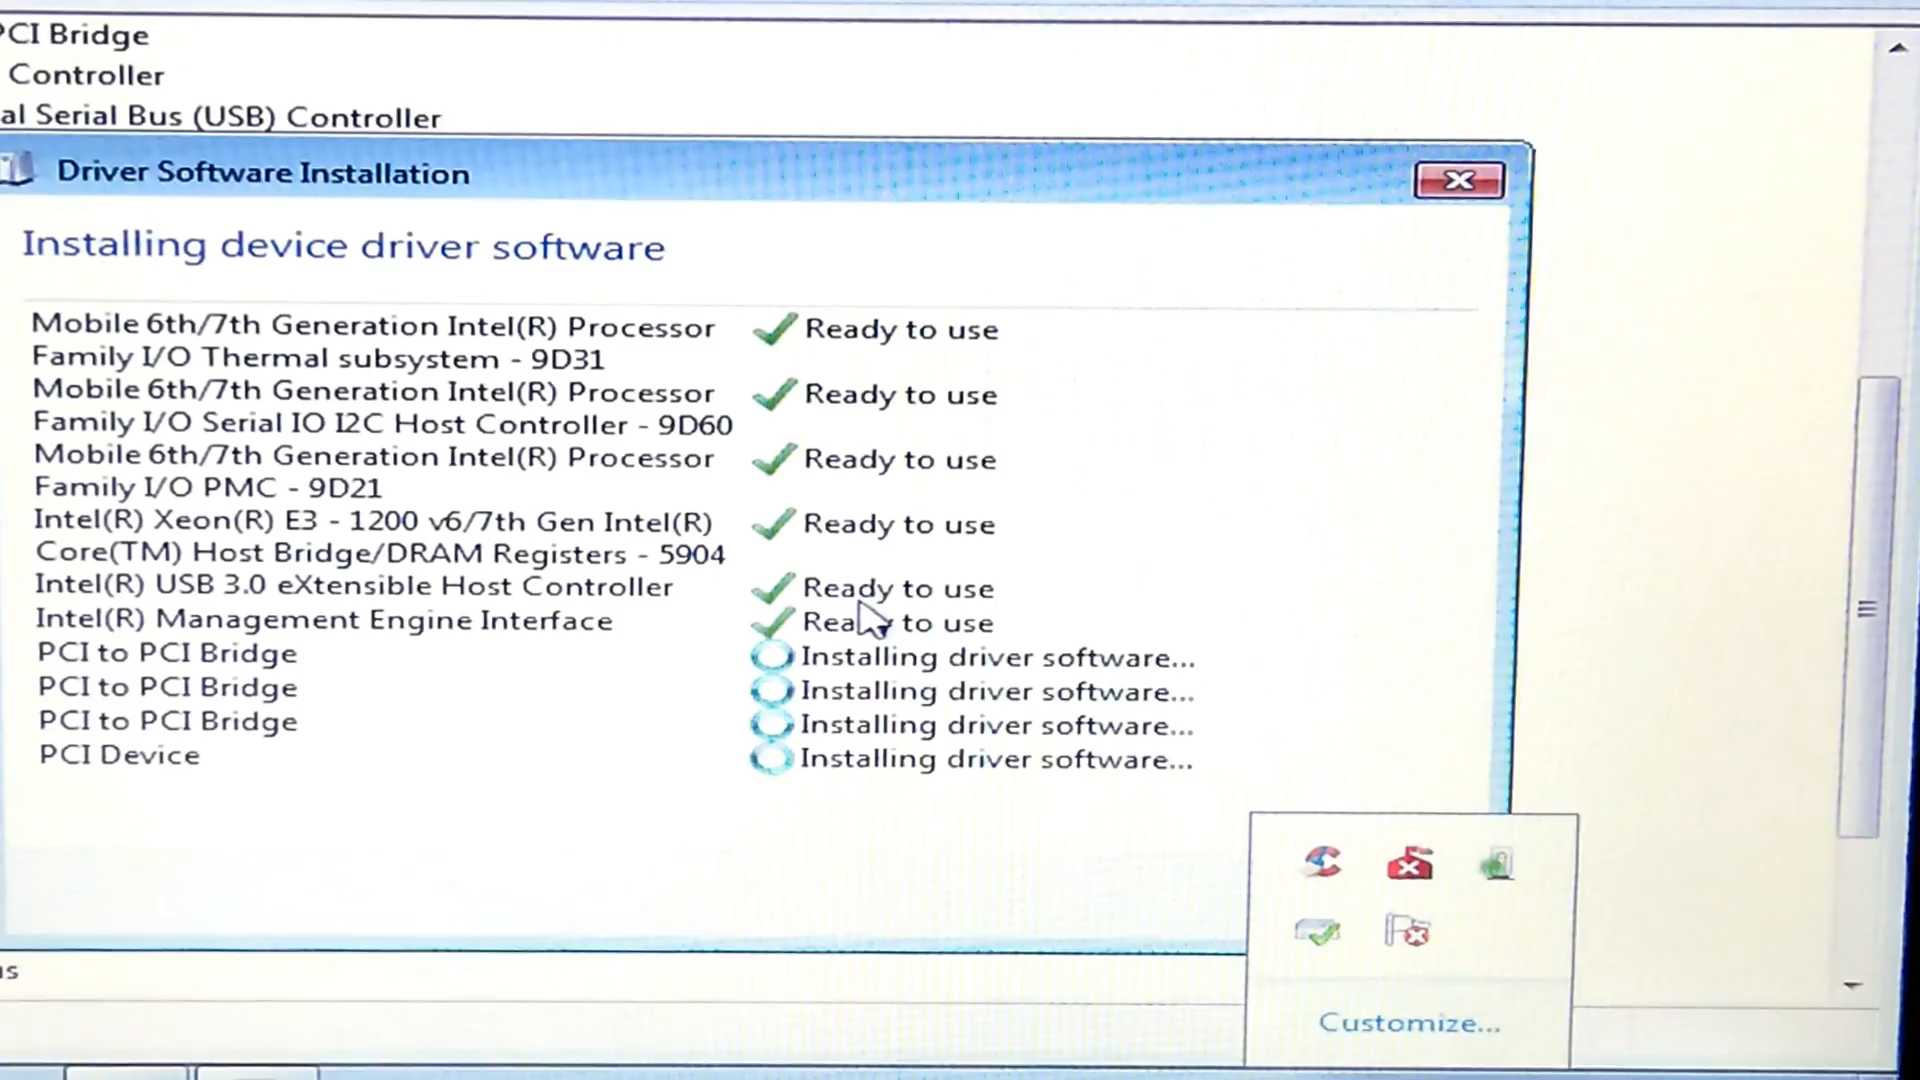 PCI Bridge
Controller
al Serial Bus (USB) Controller
Driver Software Installation
Installing device driver software
Mobile 6th/7th Generation Intel(R) Processor Ready to use
Family I/O Thermal subsystem - 9D31
Mobile 6th/7th Generation Intel(R) Processor Ready to use
Family I/O Serial IO I2C Host Controller - 9D60
Mobile 6th/7th Generation Intel(R) Processor Ready to use
Family I/O PMC - 9D21
Intel(R) Xeon(R) E3 - 1200 v6/7th Gen Intel(R) Ready to use
Core(TM) Host Bridge/DRAM Registers - 5904
Intel(R) USB 3.0 eXtensible Host Controller Ready to use
Intel(R) Management Engine Interface Ready to use
PCI to PCI Bridge Installing driver software...
PCI to PCI Bridge Installing driver software...
PCI to PCI Bridge Installing driver software...
PCI Device Installing driver software...
Customize...